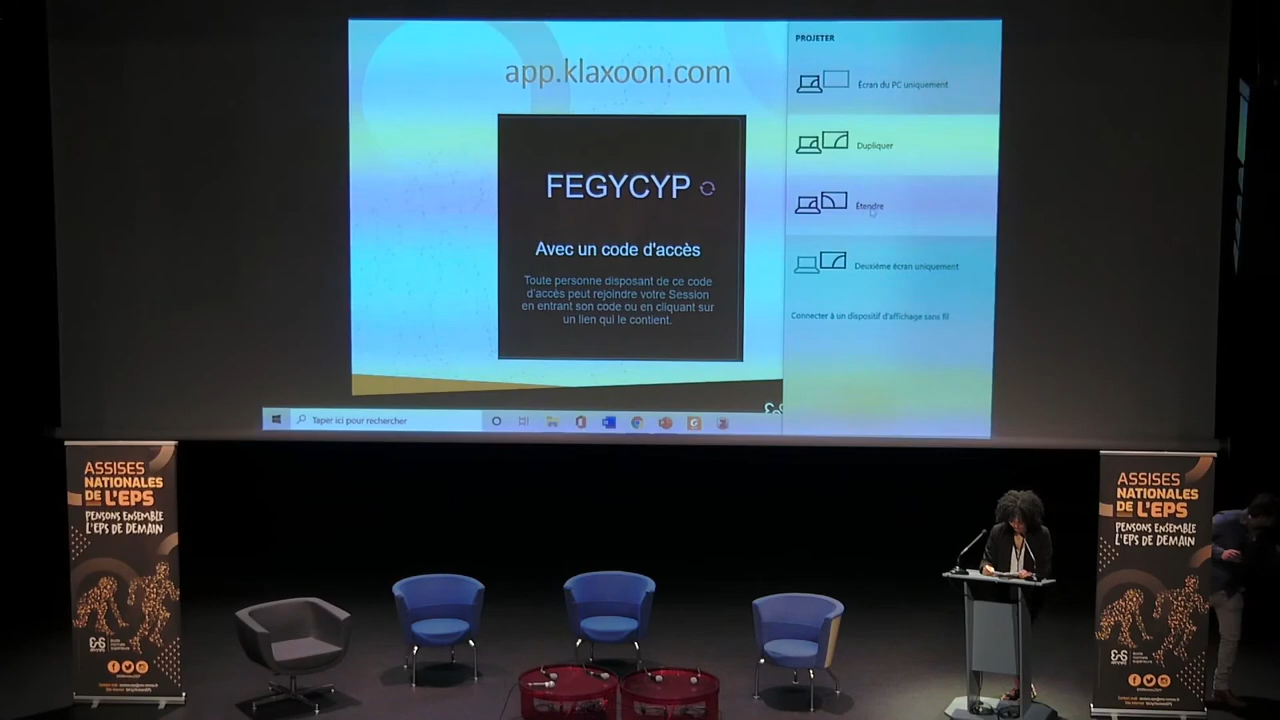 app.klaxoon.com
FEGYCYP
Avec un code d'accès
Toute personne disposant de ce code
d'accès peut rejoindre votre Session
en entrant son code ou en cliquant sur
un lien qui le contient.
PROJETER
Écran du PC uniquement
Dupliquer
Étendre
Deuxième écran uniquement
Connecter à un dispositif d'affichage sans fil
Taper ici pour rechercher
ASSISES
NATIONALES
DE L'EPS
PENSONS ENSEMBLE
L'EPS DE DEMAIN
ASSISES
NATIONALES
DE L'EPS
PENSONS ENSEMBLE
L'EPS DE DEMAIN